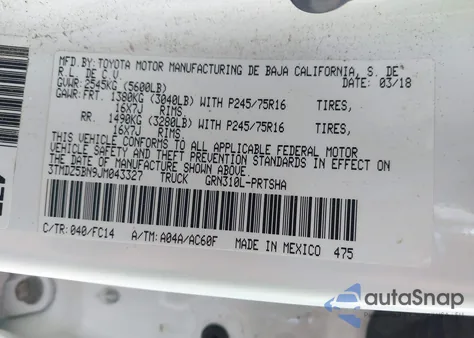 MFD.BY: TOYOTA MOTOR MANUFACTURING DE BAJA CALIFORNIA, S. DE
R.L. DE C.V. 03/18
GVWR: 2545KG (5600LB)
GAWR: FRT. 1380KG (3040LB) WITH P245/75R16 TIRES,
16X7J RIMS
RR. 1490KG (3280LB) WITH P245/75R16 TIRES,
16X7J RIMS
THIS VEHICLE CONFORMS TO ALL APPLICABLE FEDERAL MOTOR
VEHICLE SAFETY AND THEFT PREVENTION STANDARDS IN EFFECT ON
THE DATE OF MANUFACTURE SHOWN ABOVE.
3TMDZ5BN9JM043327 TRUCK GRN310L-PRTSHA
C/TR: 040/FC14 A/TM: A04A/AC60F MADE IN MEXICO 475
autoSnap